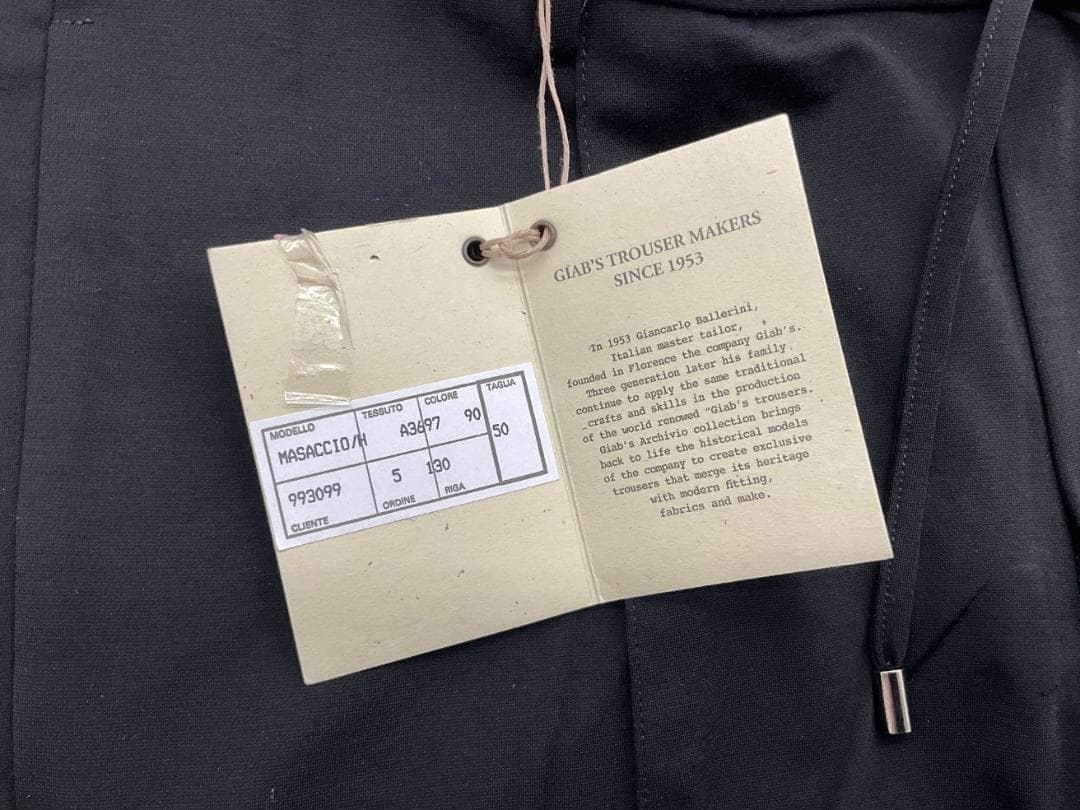 MODELLO TESSUTO COLORE TAGLIA
MASACCIO/H A3697 90 50
993099 5 130
CLIENTE ORDINE RIGA
GIAB'S TROUSER MAKERS
SINCE 1953
In 1953 Giancarlo Ballerini,
Italian master tailor,
founded in Florence the company Giab's.
Three generation later his family
continue to apply the same traditional
crafts and skills in the production
of the world renowed "Giab's trousers.
Giab's Archivio collection brings
back to life the historical models
of the company to create exclusive
trousers that merge its heritage
with modern fitting,
fabrics and make.